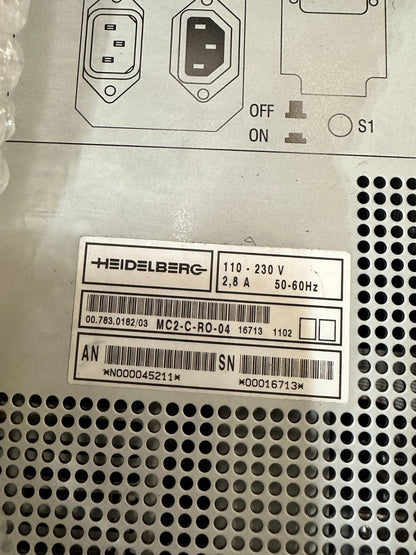 OFF
ON
S1
HEIDELBERG
110 - 230 V
2,8 A 50-60Hz
00.783.0182/03 MC2-C-RO-04 16713 1102
AN SN
*N000045211* *00016713*